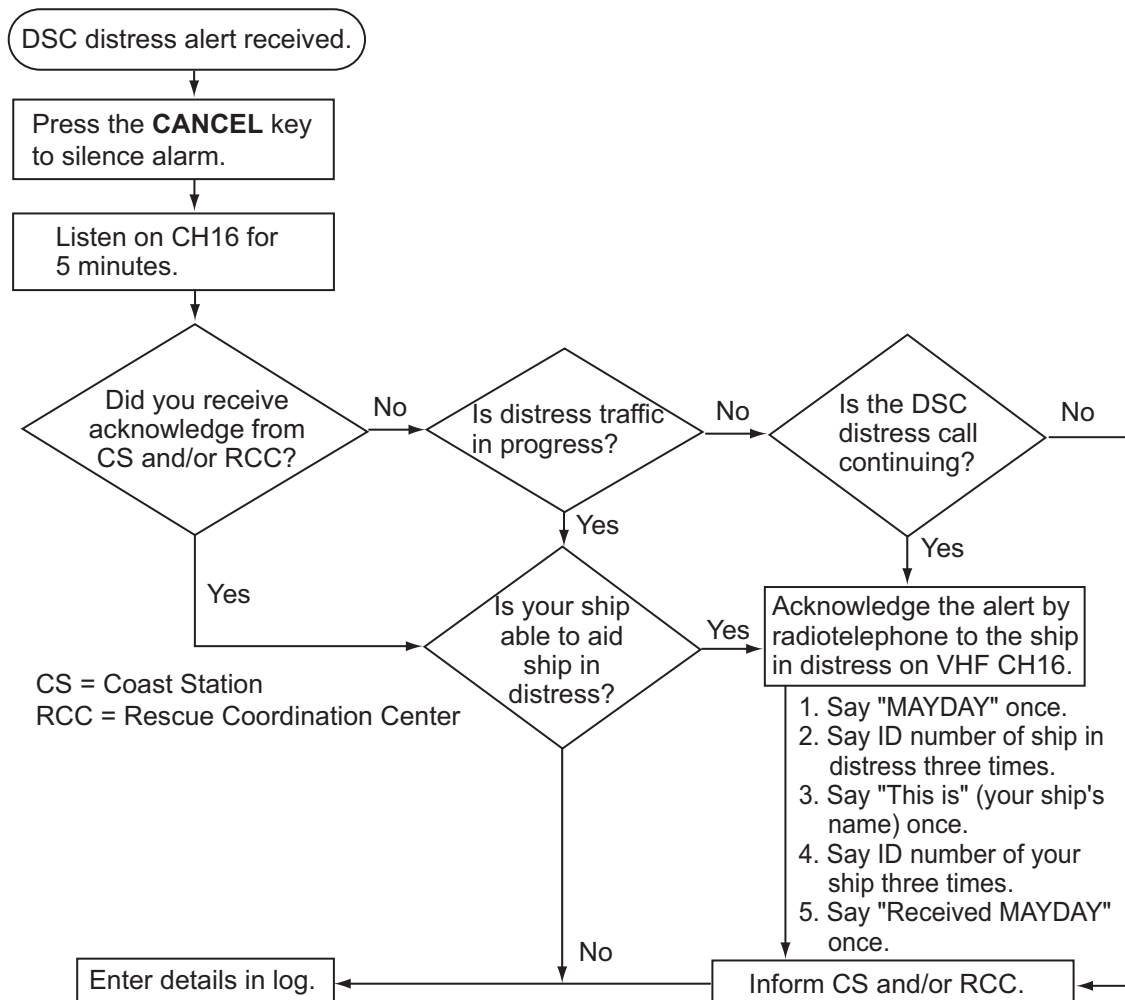 DSC distress alert received.
Press the CANCEL key
to silence alarm.
Listen on CH16 for
5 minutes.
Did you receive
acknowledge from
CS and/or RCC?
No
Is distress traffic
in progress?
No
Is the DSC
distress call
continuing?
No
Yes
Yes
Yes
Is your ship
able to aid
ship in
distress?
Yes
Acknowledge the alert by
radiotelephone to the ship
in distress on VHF CH16.
CS = Coast Station
RCC = Rescue Coordination Center
1. Say "MAYDAY" once.
2. Say ID number of ship in
distress three times.
3. Say "This is" (your ship's
name) once.
4. Say ID number of your
ship three times.
5. Say "Received MAYDAY"
once.
No
Enter details in log.
Inform CS and/or RCC.